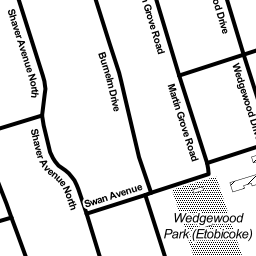 Shaver Avenue North
Burnelm Drive
n Grove Road
od Drive
Wedgewood Dri
Martin Grove Road
Shaver Avenue North
Swan Avenue
Wedgewood
Park (Etobicoke)